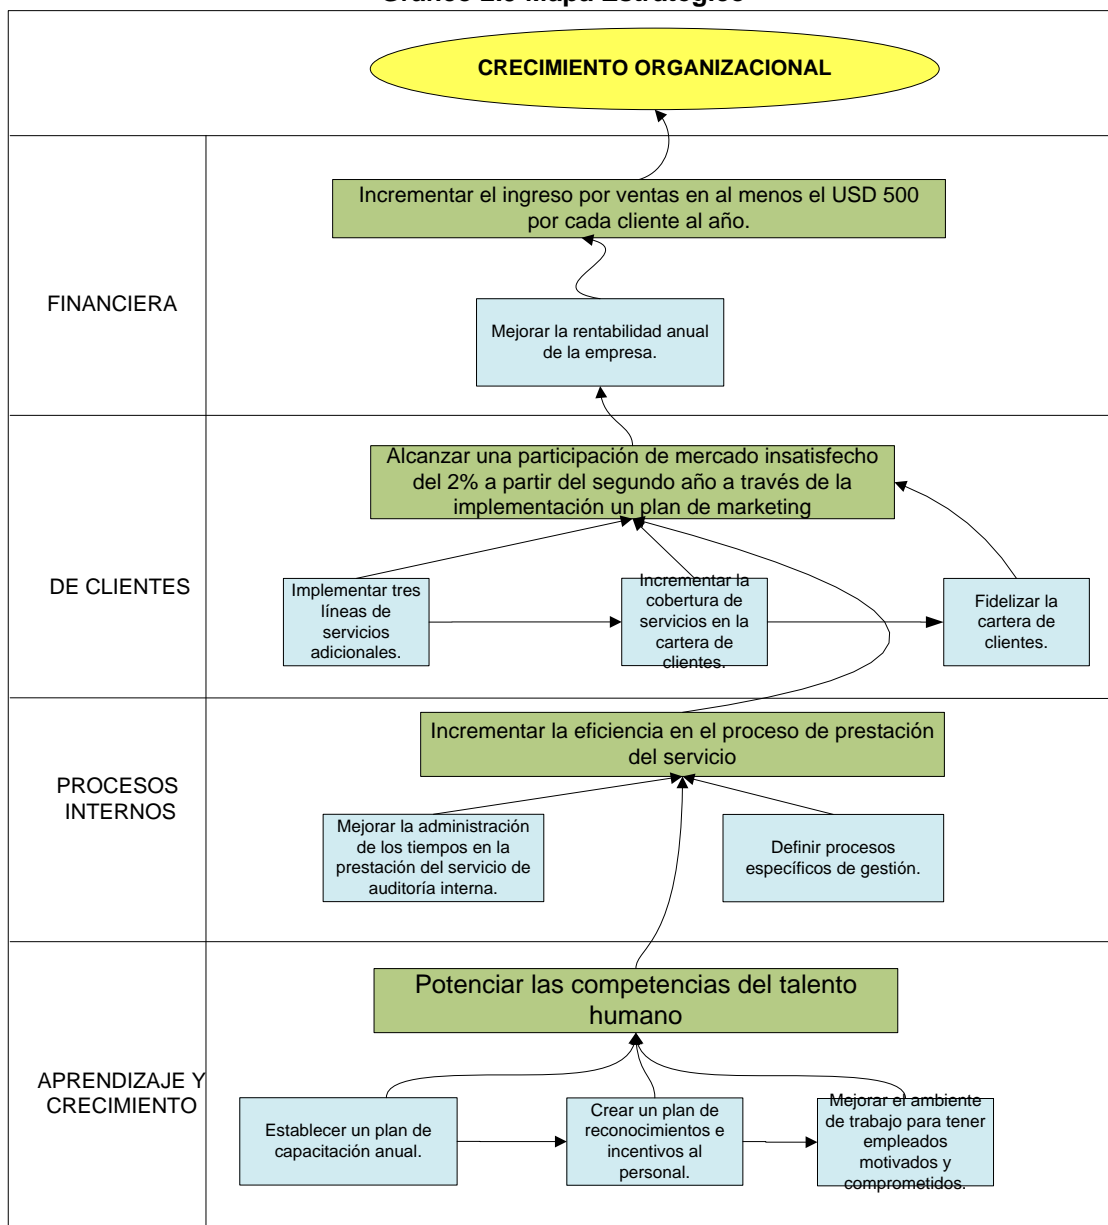 CRECIMIENTO ORGANIZACIONAL
Incrementar el ingreso por ventas en al menos el USD 500
por cada cliente al año.
FINANCIERA
Mejorar la rentabilidad anual
de la empresa.
Alcanzar una participación de mercado insatisfecho
del 2% a partir del segundo año a través de la
implementación un plan de marketing
DE CLIENTES
Implementar tres
líneas de
servicios
adicionales.
Incrementar la
cobertura de
servicios en la
cartera de
clientes.
Fidelizar la
cartera de
clientes.
Incrementar la eficiencia en el proceso de prestación
del servicio
PROCESOS
INTERNOS
Mejorar la administración
de los tiempos en la
prestación del servicio de
auditoría interna.
Definir procesos
específicos de gestión.
Potenciar las competencias del talento
humano
APRENDIZAJE Y
CRECIMIENTO
Establecer un plan de
capacitación anual.
Crear un plan de
reconocimientos e
incentivos al
personal.
Mejorar el ambiente
de trabajo para tener
empleados
motivados y
comprometidos.